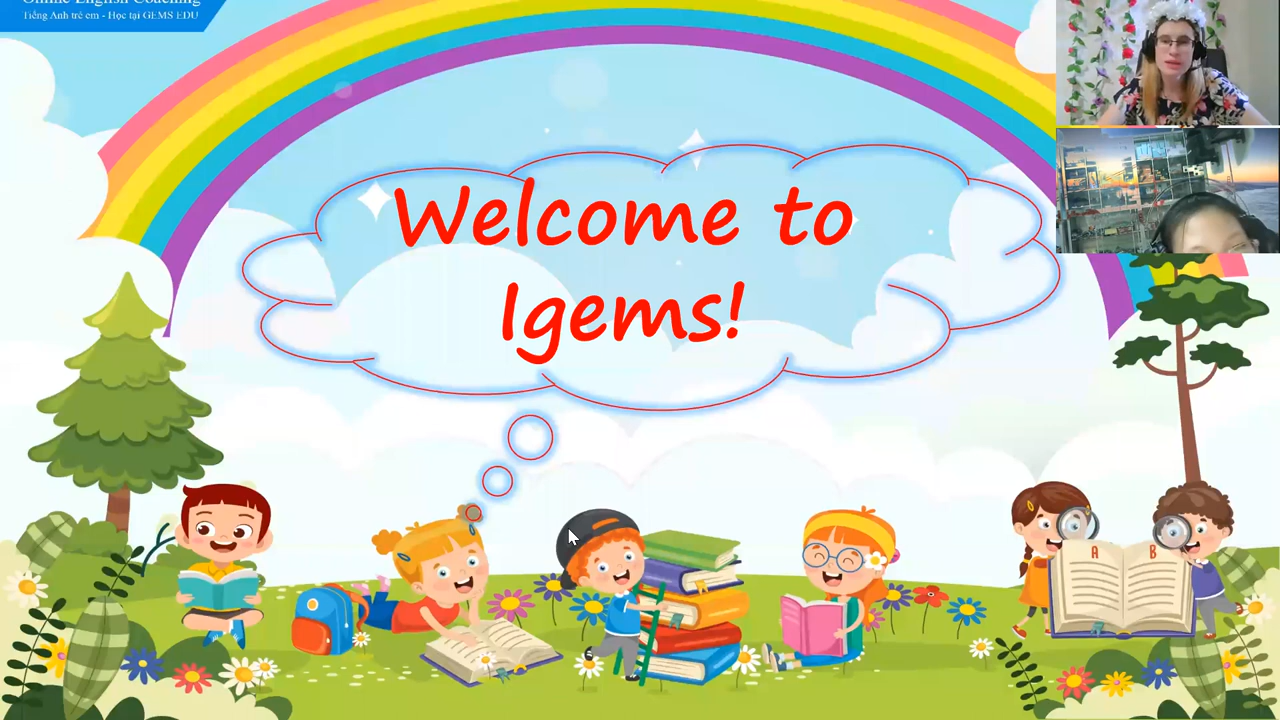 Online English Coaching
Tiếng Anh trẻ em - Học tại GEMS EDU
Welcome to
Igems!
A B